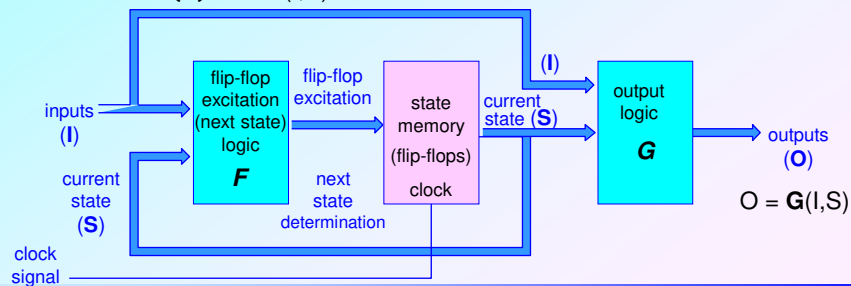 inputs
(I)
current
state
(S)
clock
signal
flip-flop
excitation
(next state)
logic
F
flip-flop
excitation
next
state
determination
state
memory
(flip-flops)
clock
current
state (S)
(I)
output
logic
G
outputs
(O)
O = G(I,S)